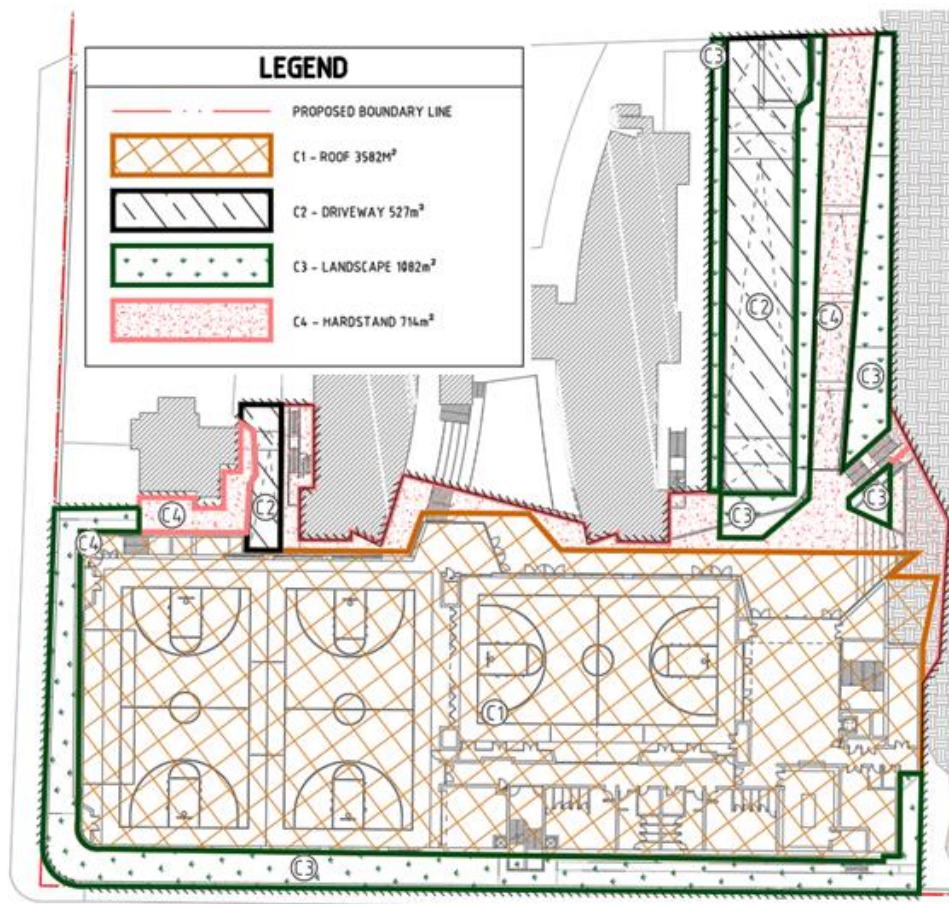 LEGEND
PROPOSED BOUNDARY LINE
C1 - ROOF 3582M²
C2 - DRIVEWAY 527m²
C3 - LANDSCAPE 1082m²
C4 - HARDSTAND 714m²
C3
C2
C4
C3
C3
C3
C4
C2
C4
C1
C3